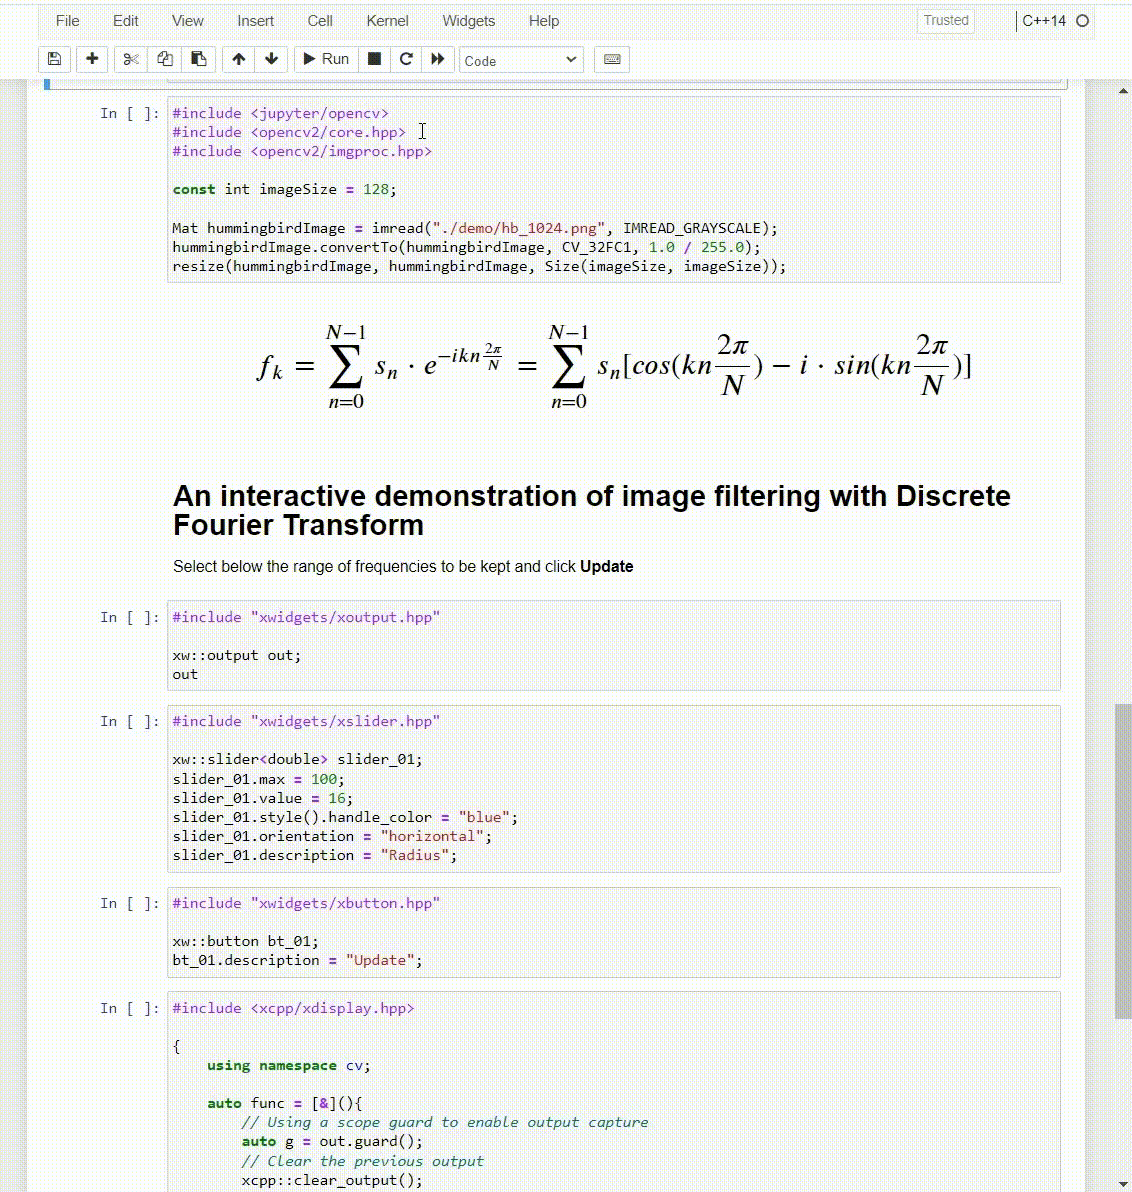 File Edit View Insert Cell Kernel Widgets Help Trusted C++14
Run Code
In [ ]: #include <jupyter/opencv>
#include <opencv2/core.hpp>
#include <opencv2/imgproc.hpp>
const int imageSize = 128;
Mat hummingbirdImage = imread("./demo/hb_1024.png", IMREAD_GRAYSCALE);
hummingbirdImage.convertTo(hummingbirdImage, CV_32FC1, 1.0 / 255.0);
resize(hummingbirdImage, hummingbirdImage, Size(imageSize, imageSize));
f_k = \sum_{n=0}^{N-1} s_n · e^{-ikn\frac{2π}{N}} = \sum_{n=0}^{N-1} s_n[cos(kn\frac{2π}{N}) − i · sin(kn\frac{2π}{N})]
An interactive demonstration of image filtering with Discrete
Fourier Transform
Select below the range of frequencies to be kept and click Update
In [ ]: #include "xwidgets/xoutput.hpp"
xw::output out;
out
In [ ]: #include "xwidgets/xslider.hpp"
xw::slider<double> slider_01;
slider_01.max = 100;
slider_01.value = 16;
slider_01.style().handle_color = "blue";
slider_01.orientation = "horizontal";
slider_01.description = "Radius";
In [ ]: #include "xwidgets/xbutton.hpp"
xw::button bt_01;
bt_01.description = "Update";
In [ ]: #include <xcpp/xdisplay.hpp>
{
using namespace cv;
auto func = [&](){
// Using a scope guard to enable output capture
auto g = out.guard();
// Clear the previous output
xcpp::clear_output();